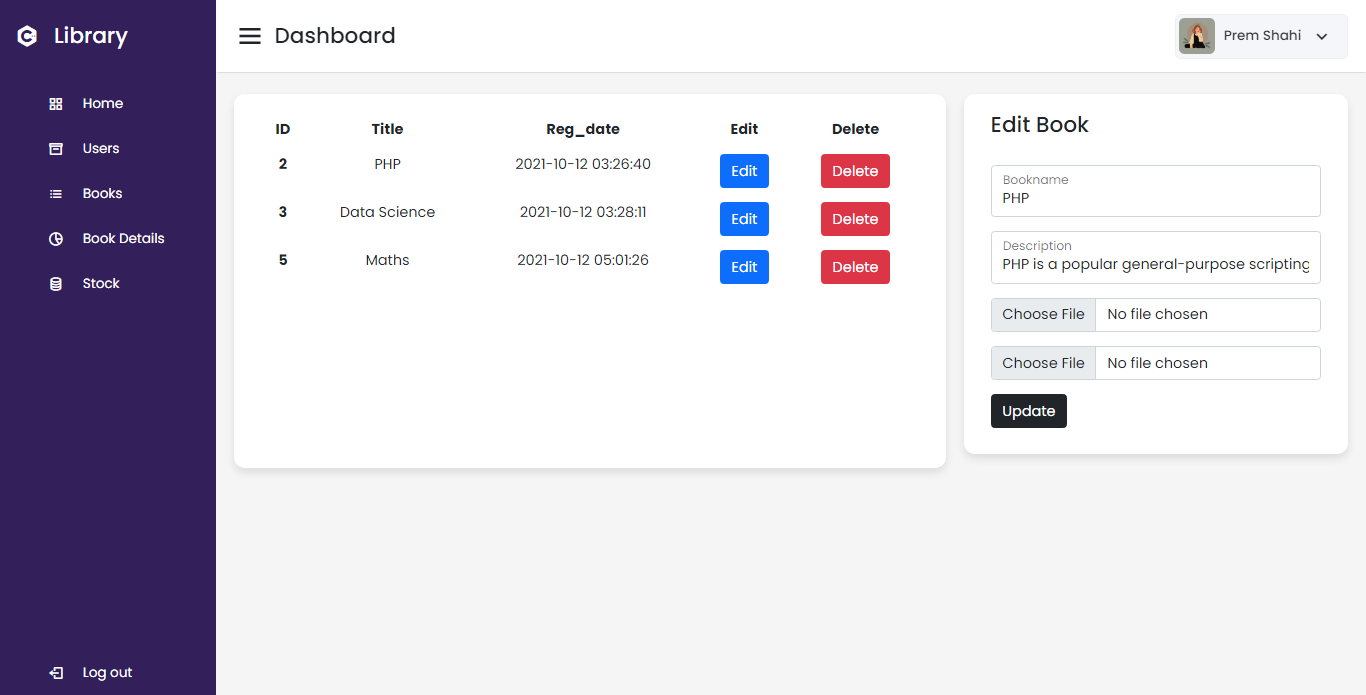 Library
Home
Users
Books
Book Details
Stock
Log out
Dashboard
Prem Shahi
ID Title Reg_date Edit Delete
2 PHP 2021-10-12 03:26:40 Edit Delete
3 Data Science 2021-10-12 03:28:11 Edit Delete
5 Maths 2021-10-12 05:01:26 Edit Delete
Edit Book
Bookname
PHP
Description
PHP is a popular general-purpose scripting
Choose File No file chosen
Choose File No file chosen
Update